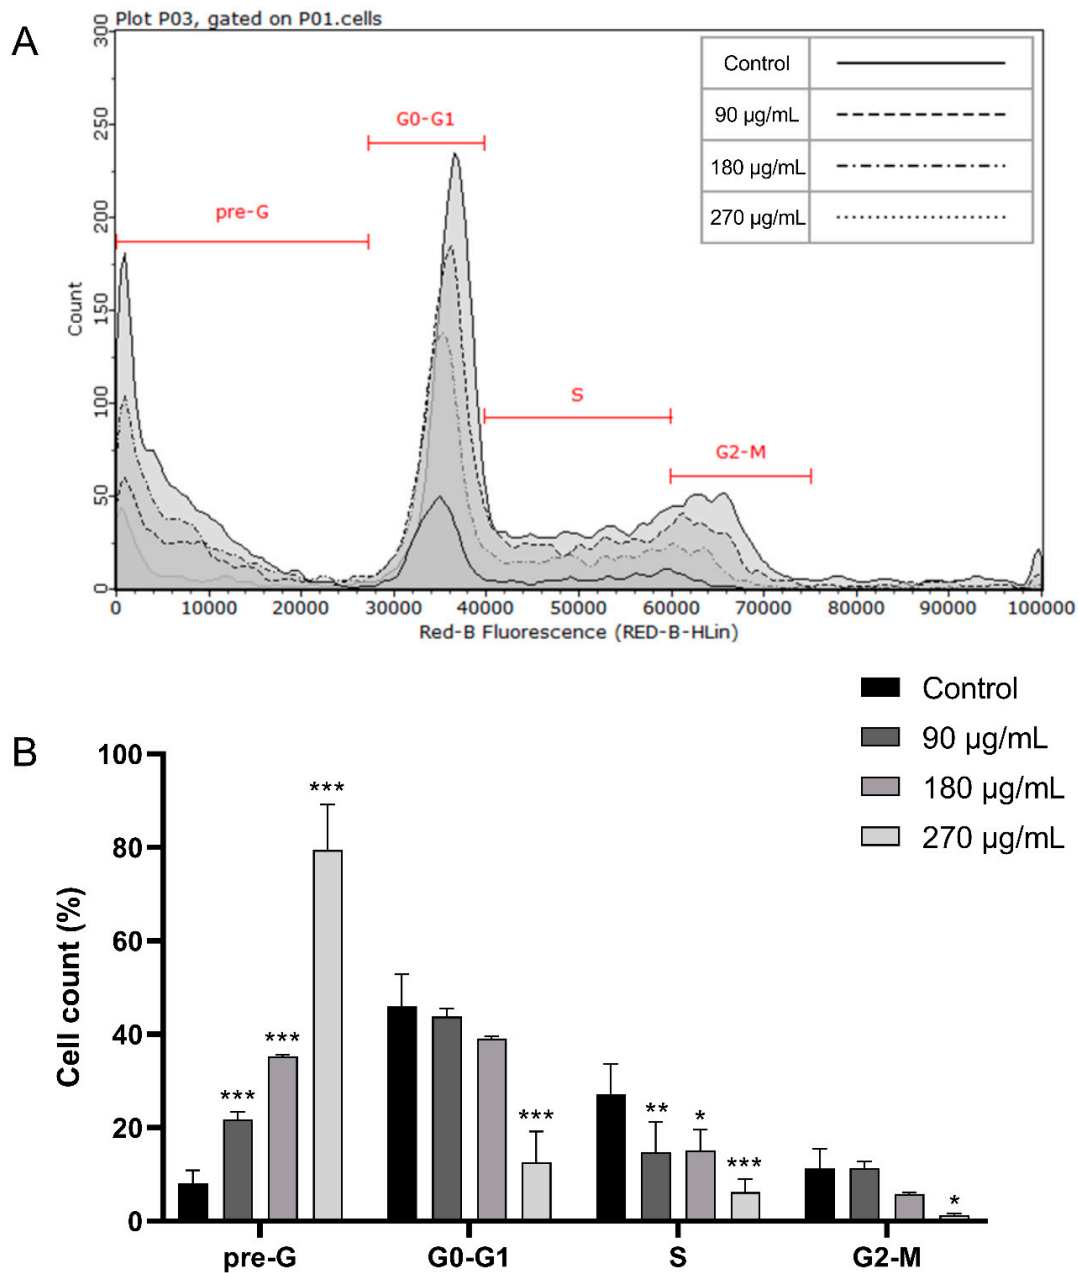 A
Plot P03, gated on P01.cells
300
250
200
150
100
50
0
Count
pre-G
G0-G1
S
G2-M
Control
90 µg/mL
180 µg/mL
270 µg/mL
0 10000 20000 30000 40000 50000 60000 70000 80000 90000 100000
Red-B Fluorescence (RED-B-HLin)
Control
90 µg/mL
180 µg/mL
270 µg/mL
B
100
80
60
40
20
0
Cell count (%)
***
***
***
***
**
*
***
*
pre-G G0-G1 S G2-M